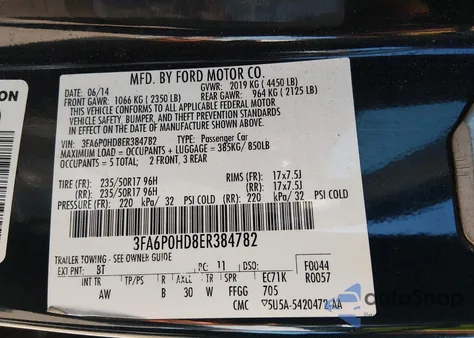 ON
MFD. BY FORD MOTOR CO.
06/14 GVWR: 2019 KG ( 4450 LB)
FRONT GAWR: 1066 KG ( 2350 LB) REAR GAWR: 964 KG ( 2125 LB)
THIS VEHICLE CONFORMS TO ALL APPLICABLE FEDERAL MOTOR
VEHICLE SAFETY, BUMPER, AND THEFT PREVENTION STANDARDS
IN EFFECT ON THE DATE OF MANUFACTURE SHOWN ABOVE.
VIN: 3FA6P0HD8ER384782 TYPE: Passenger Car
MAXIMUM LOAD = OCCUPANTS + LUGGAGE = 385KG/ 850LB
OCCUPANTS = 5 TOTAL: 2 FRONT, 3 REAR
TIRE (FR): 235/50R17 96H RIMS (FR): 17x7.5J
(RR): 235/50R17 96H (RR): 17x7.5J
PRESSURE (FR): 220 kPa/ 32 PSI COLD (RR): 220 kPa/ 32 PSI COLD
3FA6P0HD8ER384782
TRAILER TOWING - SEE OWNER GUIDE
EXT PNT: BT RC: 11 DSO: F0044
INT TR TP/PS R AX TR SPR EC71K R0057
AW B 30 W FFGG 705
CMC 5U5A-5420472-AA
dataSnap